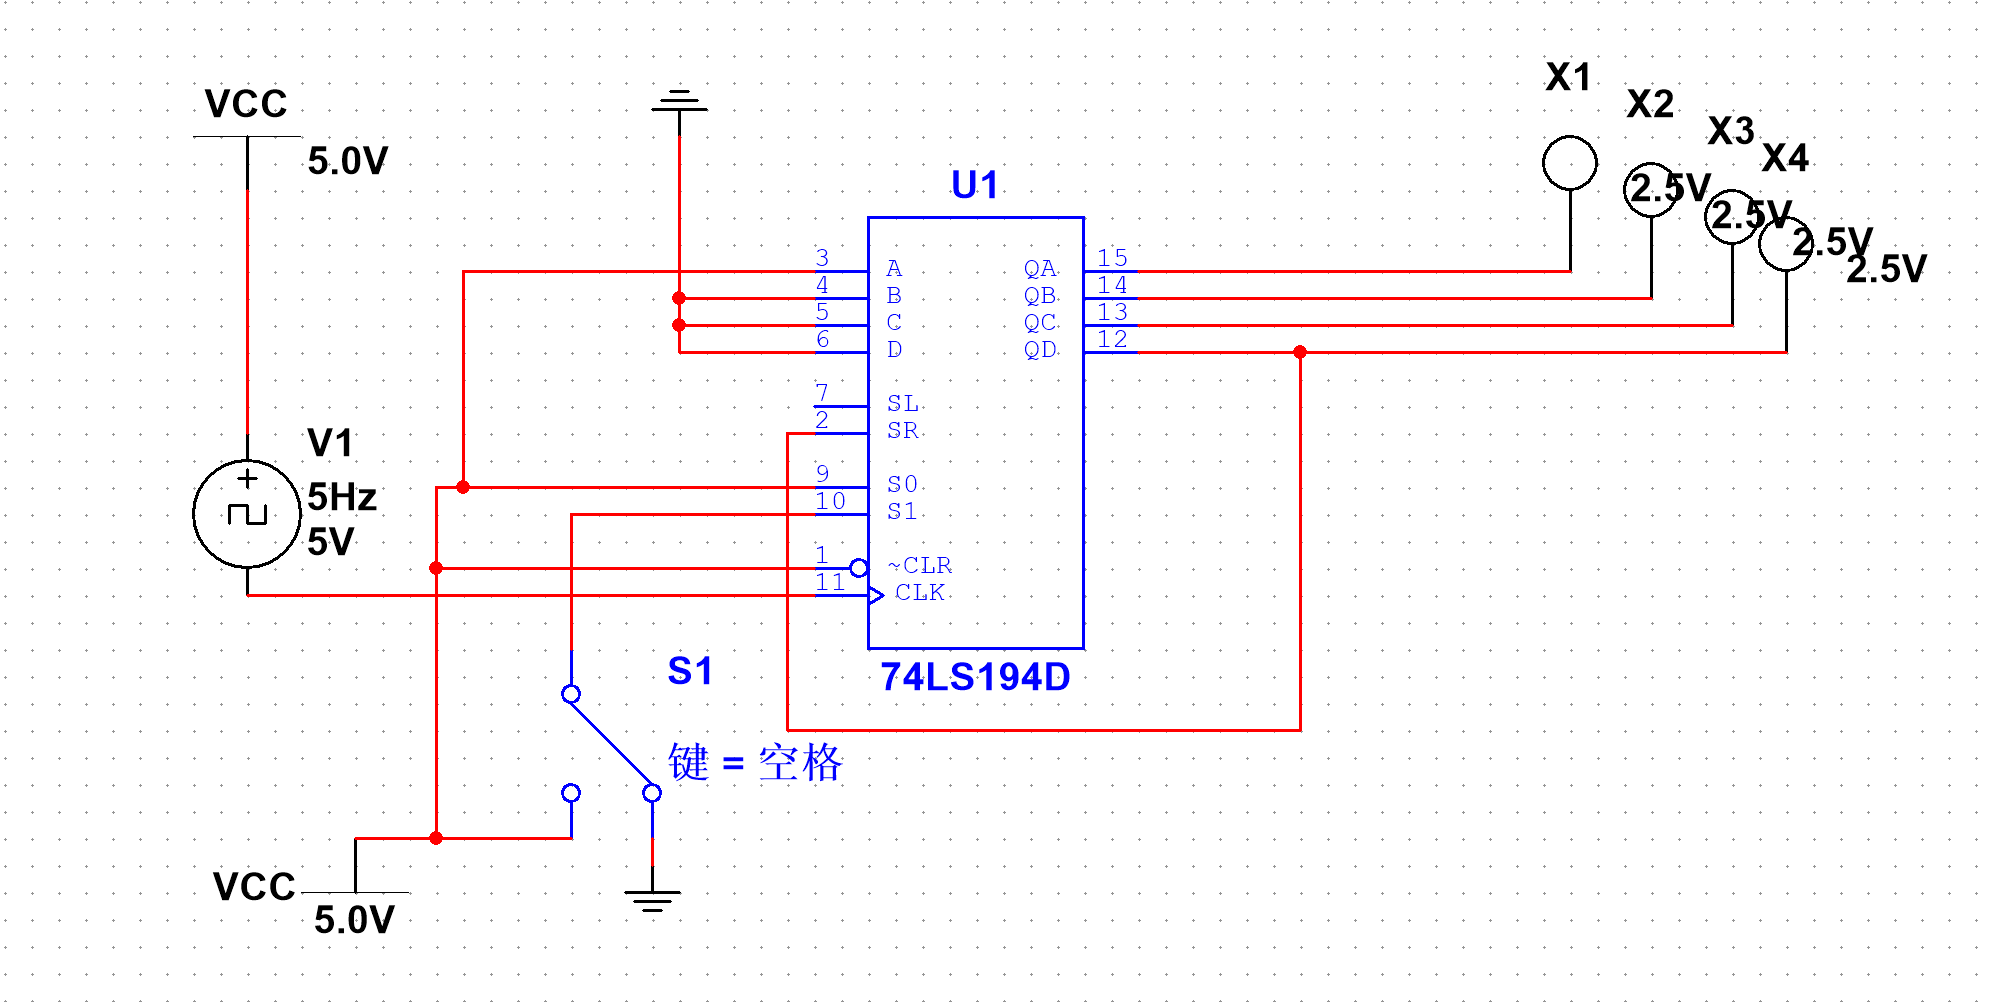 VCC
5.0V
X1
X2
X3
X4
2.5V
2.5V
2.5V
2.5V
U1
3
A
QA
15
4
B
QB
14
5
C
QC
13
6
D
QD
12
7
SL
2
SR
9
S0
10
S1
1
~CLR
11
CLK
74LS194D
V1
5Hz
5V
S1
键 = 空格
VCC
5.0V